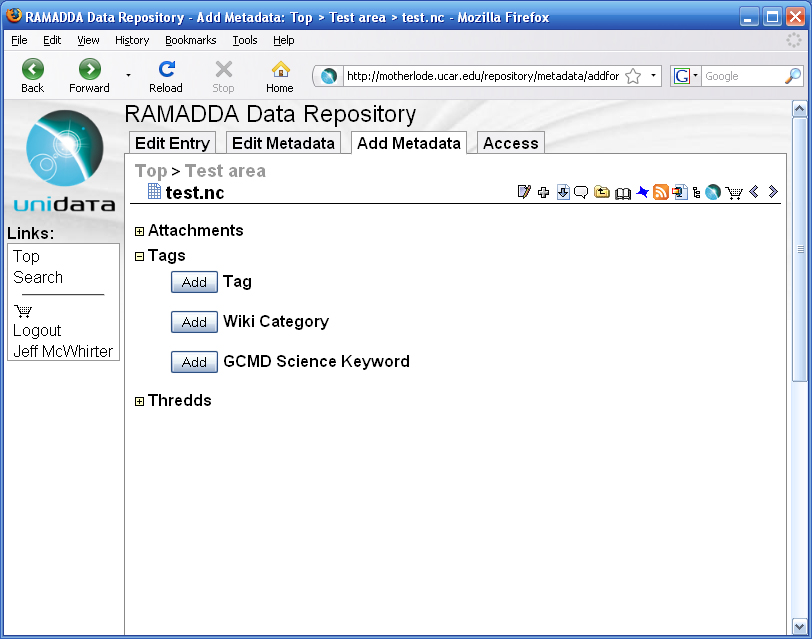 RAMADDA Data Repository - Add Metadata: Top > Test area > test.nc - Mozilla Firefox
File Edit View History Bookmarks Tools Help
Back Forward Reload Stop Home
http://motherlode.ucar.edu/repository/metadata/addfor
G Google
RAMADDA Data Repository
Edit Entry Edit Metadata Add Metadata Access
Top > Test area
test.nc
unidata
Links:
Top
Search
Logout
Jeff McWhirter
Attachments
Tags
Add Tag
Add Wiki Category
Add GCMD Science Keyword
Thredds